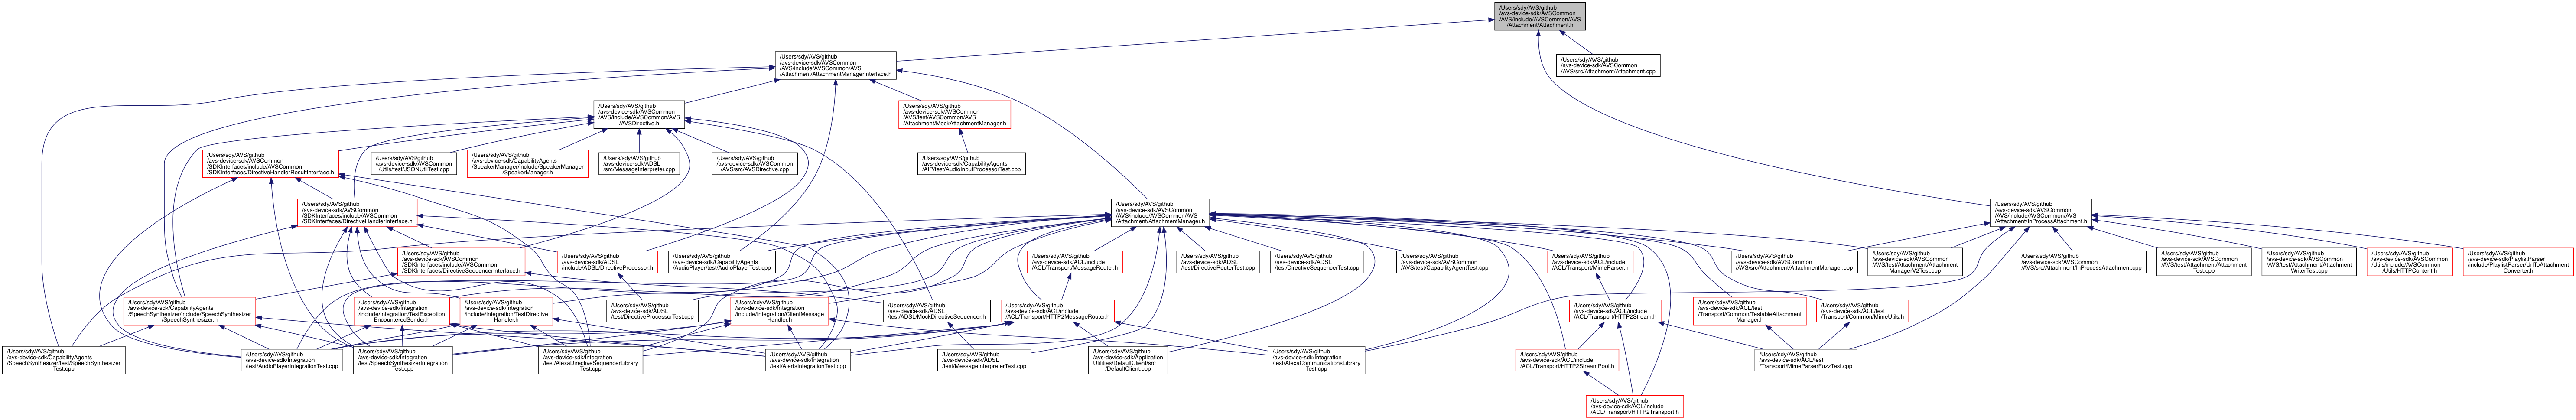 /Users/sdy/AVS/github
/avs-device-sdk/AVSCommon
/AVS/include/AVSCommon/AVS
/Attachment/Attachment.h
/Users/sdy/AVS/github
/avs-device-sdk/AVSCommon
/AVS/include/AVSCommon/AVS
/Attachment/AttachmentManagerInterface.h
/Users/sdy/AVS/github
/avs-device-sdk/AVSCommon
/AVS/src/Attachment/Attachment.cpp
/Users/sdy/AVS/github
/avs-device-sdk/AVSCommon
/AVS/include/AVSCommon/AVS
/AVSDirective.h
/Users/sdy/AVS/github
/avs-device-sdk/AVSCommon
/AVS/test/AVSCommon/AVS
/Attachment/MockAttachmentManager.h
/Users/sdy/AVS/github
/avs-device-sdk/AVSCommon
/SDKInterfaces/include/AVSCommon
/SDKInterfaces/DirectiveHandlerResultInterface.h
/Users/sdy/AVS/github
/avs-device-sdk/AVSCommon
/Utils/test/JSONUtilTest.cpp
/Users/sdy/AVS/github
/avs-device-sdk/CapabilityAgents
/SpeakerManager/include/SpeakerManager
/SpeakerManager.h
/Users/sdy/AVS/github
/avs-device-sdk/ADSL
/src/MessageInterpreter.cpp
/Users/sdy/AVS/github
/avs-device-sdk/AVSCommon
/AVS/src/AVSDirective.cpp
/Users/sdy/AVS/github
/avs-device-sdk/CapabilityAgents
/AIP/test/AudioInputProcessorTest.cpp
/Users/sdy/AVS/github
/avs-device-sdk/AVSCommon
/SDKInterfaces/include/AVSCommon
/SDKInterfaces/DirectiveHandlerInterface.h
/Users/sdy/AVS/github
/avs-device-sdk/AVSCommon
/AVS/include/AVSCommon/AVS
/Attachment/AttachmentManager.h
/Users/sdy/AVS/github
/avs-device-sdk/AVSCommon
/AVS/include/AVSCommon/AVS
/Attachment/InProcessAttachment.h
/Users/sdy/AVS/github
/avs-device-sdk/AVSCommon
/SDKInterfaces/include/AVSCommon
/SDKInterfaces/DirectiveSequencerInterface.h
/Users/sdy/AVS/github
/avs-device-sdk/ADSL
/include/ADSL/DirectiveProcessor.h
/Users/sdy/AVS/github
/avs-device-sdk/CapabilityAgents
/AudioPlayer/test/AudioPlayerTest.cpp
/Users/sdy/AVS/github
/avs-device-sdk/ACL/include
/ACL/Transport/MessageRouter.h
/Users/sdy/AVS/github
/avs-device-sdk/ADSL
/test/DirectiveRouterTest.cpp
/Users/sdy/AVS/github
/avs-device-sdk/ADSL
/test/DirectiveSequencerTest.cpp
/Users/sdy/AVS/github
/avs-device-sdk/AVSCommon
/AVS/test/CapabilityAgentTest.cpp
/Users/sdy/AVS/github
/avs-device-sdk/ACL/include
/ACL/Transport/MimeParser.h
/Users/sdy/AVS/github
/avs-device-sdk/AVSCommon
/AVS/src/Attachment/AttachmentManager.cpp
/Users/sdy/AVS/github
/avs-device-sdk/AVSCommon
/AVS/test/Attachment/Attachment
ManagerV2Test.cpp
/Users/sdy/AVS/github
/avs-device-sdk/AVSCommon
/AVS/src/Attachment/InProcessAttachment.cpp
/Users/sdy/AVS/github
/avs-device-sdk/AVSCommon
/AVS/test/Attachment/Attachment
Test.cpp
/Users/sdy/AVS/github
/avs-device-sdk/AVSCommon
/AVS/test/Attachment/Attachment
WriterTest.cpp
/Users/sdy/AVS/github
/avs-device-sdk/AVSCommon
/Utils/include/AVSCommon
/Utils/HTTPContent.h
/Users/sdy/AVS/github
/avs-device-sdk/PlaylistParser
/include/PlaylistParser/UrlToAttachment
Converter.h
/Users/sdy/AVS/github
/avs-device-sdk/CapabilityAgents
/SpeechSynthesizer/include/SpeechSynthesizer
/SpeechSynthesizer.h
/Users/sdy/AVS/github
/avs-device-sdk/Integration
/include/Integration/TestException
EncounteredSender.h
/Users/sdy/AVS/github
/avs-device-sdk/Integration
/include/Integration/TestDirective
Handler.h
/Users/sdy/AVS/github
/avs-device-sdk/ADSL
/test/DirectiveProcessorTest.cpp
/Users/sdy/AVS/github
/avs-device-sdk/Integration
/include/Integration/ClientMessage
Handler.h
/Users/sdy/AVS/github
/avs-device-sdk/ADSL
/test/ADSL/MockDirectiveSequencer.h
/Users/sdy/AVS/github
/avs-device-sdk/ACL/include
/ACL/Transport/HTTP2MessageRouter.h
/Users/sdy/AVS/github
/avs-device-sdk/ACL/include
/ACL/Transport/HTTP2Stream.h
/Users/sdy/AVS/github
/avs-device-sdk/ACL/test
/Transport/Common/TestableAttachment
Manager.h
/Users/sdy/AVS/github
/avs-device-sdk/ACL/test
/Transport/Common/MimeUtils.h
/Users/sdy/AVS/github
/avs-device-sdk/CapabilityAgents
/SpeechSynthesizer/test/SpeechSynthesizer
Test.cpp
/Users/sdy/AVS/github
/avs-device-sdk/Integration
/test/AudioPlayerIntegrationTest.cpp
/Users/sdy/AVS/github
/avs-device-sdk/Integration
/test/SpeechSynthesizerIntegration
Test.cpp
/Users/sdy/AVS/github
/avs-device-sdk/Integration
/test/AlexaDirectiveSequencerLibrary
Test.cpp
/Users/sdy/AVS/github
/avs-device-sdk/Integration
/test/AlertsIntegrationTest.cpp
/Users/sdy/AVS/github
/avs-device-sdk/ADSL
/test/MessageInterpreterTest.cpp
/Users/sdy/AVS/github
/avs-device-sdk/Application
Utilities/DefaultClient/src
/DefaultClient.cpp
/Users/sdy/AVS/github
/avs-device-sdk/Integration
/test/AlexaCommunicationsLibrary
Test.cpp
/Users/sdy/AVS/github
/avs-device-sdk/ACL/include
/ACL/Transport/HTTP2StreamPool.h
/Users/sdy/AVS/github
/avs-device-sdk/ACL/test
/Transport/MimeParserFuzzTest.cpp
/Users/sdy/AVS/github
/avs-device-sdk/ACL/include
/ACL/Transport/HTTP2Transport.h